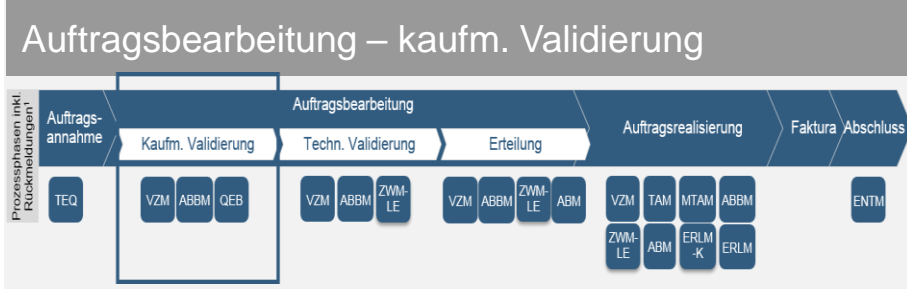 Auftragsbearbeitung – kaufm. Validierung
Prozessphasen inkl.
Rückmeldungen¹
Auftrags-
annahme
Auftragsbearbeitung
Kaufm. Validierung
Techn. Validierung
Erteilung
Auftragsrealisierung
Faktura
Abschluss
TEQ
VZM
ABBM
QEB
VZM
ABBM
ZWM-
LE
VZM
ABBM
ZWM-
LE
ABM
VZM
TAM
MTAM
ABBM
ZWM-
LE
ABM
ERLM
-K
ERLM
ENTM